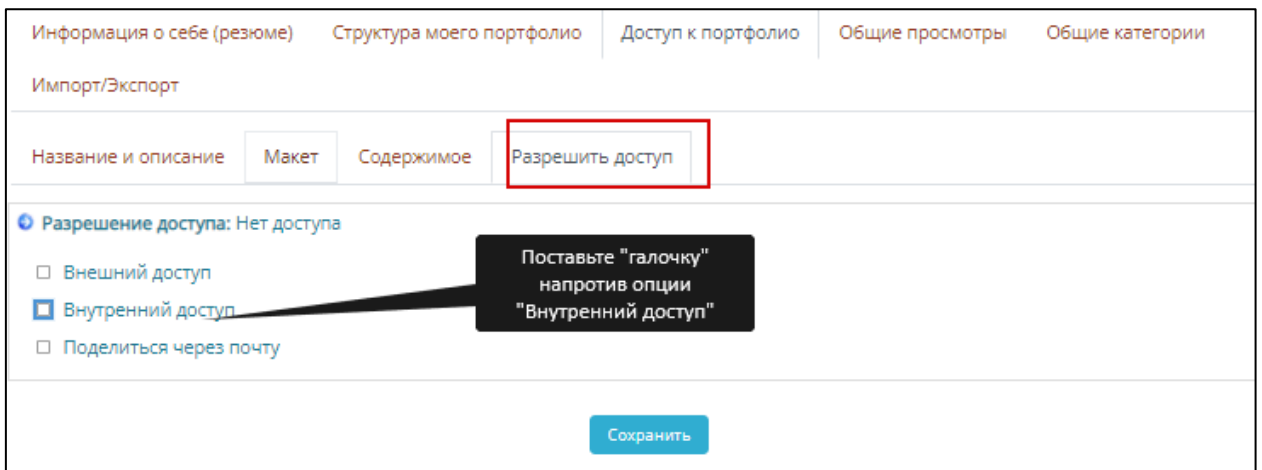 Информация о себе (резюме) Структура моего портфолио Доступ к портфолио Общие просмотры Общие категории
Импорт/Экспорт
Название и описание Макет Содержимое Разрешить доступ
Разрешение доступа: Нет доступа
Внешний доступ
Внутренний доступ
Поделиться через почту
Поставьте "галочку"
напротив опции
"Внутренний доступ"
Сохранить